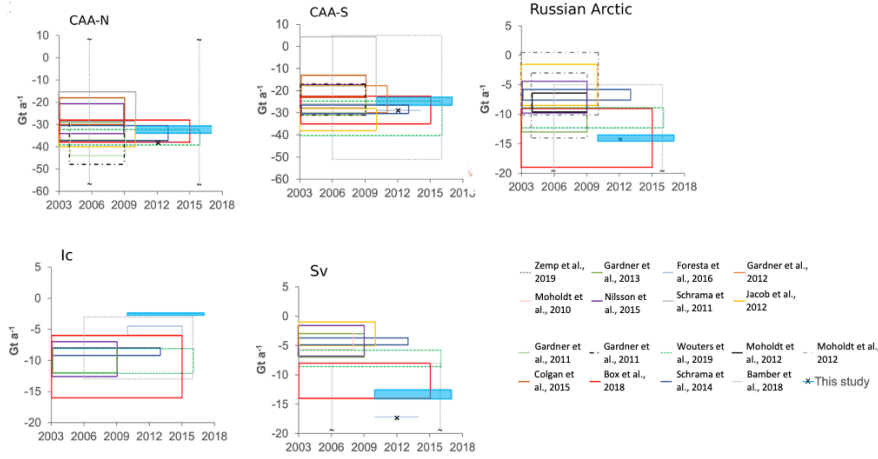 CAA-N
CAA-S
Russian Arctic
Gt a-1
10
0
-10
-20
-30
-40
-50
-60
2003 2006 2009 2012 2015 2018
Gt a-1
10
0
-10
-20
-30
-40
-50
-60
2003 2006 2009 2012 2015 2018
Gt a-1
5
0
-5
-10
-15
-20
2003 2006 2009 2012 2015 2018
Ic
Sv
Gt a-1
5
0
-5
-10
-15
-20
2003 2006 2009 2012 2015 2018
Gt a-1
5
0
-5
-10
-15
-20
2003 2006 2009 2012 2015 2018
Zemp et al., Gardner et al., Foresta et al., Gardner et al.,
2019 2013 2016 2012
Moholdt et al., Nilsson et al., Schrama et al., Jacob et al.,
2010 2015 2011 2012
Gardner et al., Gardner et al., Wouters et al., Moholdt et al., Moholdt et al.,
2011 2011 2019 2012 2012
Colgan et al., Box et al., Schrama et al., Bamber et al., This study
2015 2018 2014 2018